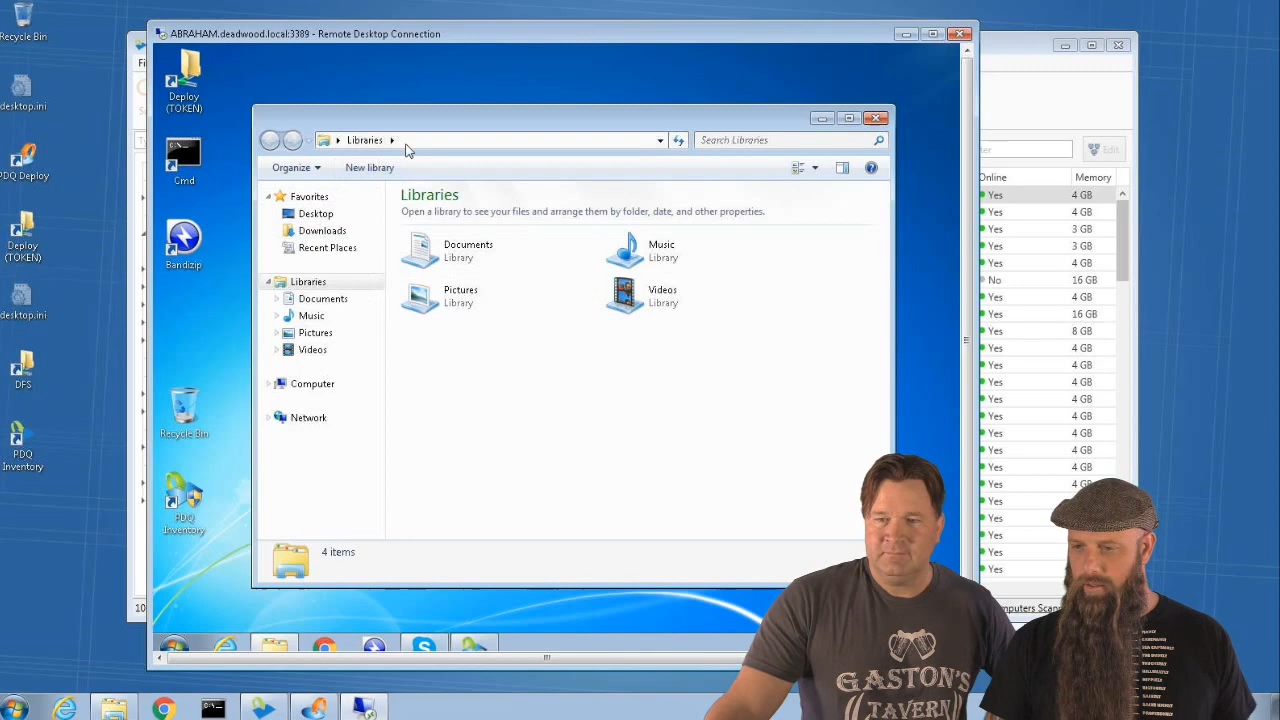 Recycle Bin
desktop.ini
PDQ Deploy
Deploy
(TOKEN)
desktop.ini
DFS
PDQ
Inventory
ABRAHAM.deadwood.
- Remote Desktop Connection
Deploy
(TOKEN)
Cmd
Bandizip
Recycle Bin
PDQ
Inventory
Libraries
Search Libraries
Organize
New library
Favorites
Desktop
Downloads
Recent Places
Libraries
Documents
Music
Pictures
Videos
Computer
Network
Libraries
Open a library to see your files and arrange them by folder, date, and other properties.
Documents
Library
Music
Library
Pictures
Library
Videos
Library
4 items
Edit
Online Memory
Yes 4 GB
Yes 4 GB
Yes 3 GB
Yes 3 GB
Yes 4 GB
No 16 GB
Yes 4 GB
Yes 16 GB
Yes 8 GB
Yes 4 GB
Yes 4 GB
Yes 4 GB
Yes 4 GB
Yes 4 GB
Yes 4 GB
Yes 4 GB
Yes 4 GB
Yes 4 GB
Yes
Yes
Yes
Yes
Yes
GASTON'S